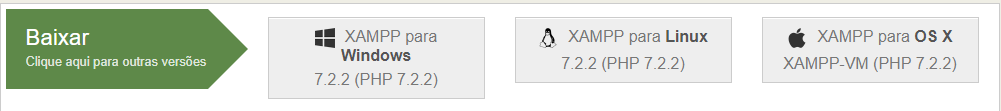 Baixar
Clique aqui para outras versões
XAMPP para
Windows
7.2.2 (PHP 7.2.2)
XAMPP para Linux
7.2.2 (PHP 7.2.2)
XAMPP para OS X
XAMPP-VM (PHP 7.2.2)